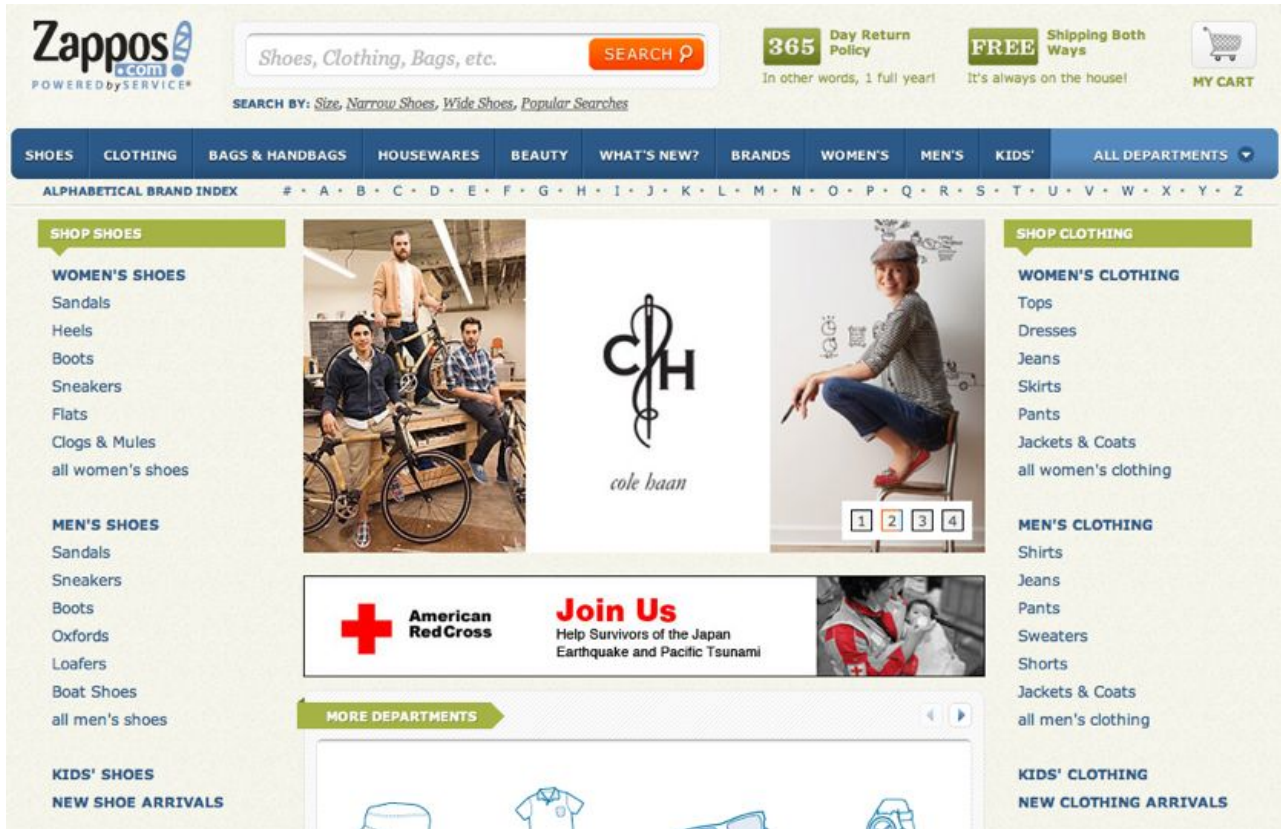 Zappos
.com
POWERED by SERVICE®
Shoes, Clothing, Bags, etc.
SEARCH
SEARCH BY: Size, Narrow Shoes, Wide Shoes, Popular Searches
365 Day Return Policy
In other words, 1 full year!
FREE Shipping Both Ways
It's always on the house!
MY CART
SHOES CLOTHING BAGS & HANDBAGS HOUSEWARES BEAUTY WHAT'S NEW? BRANDS WOMEN'S MEN'S KIDS' ALL DEPARTMENTS
ALPHABETICAL BRAND INDEX # • A • B • C • D • E • F • G • H • I • J • K • L • M • N • O • P • Q • R • S • T • U • V • W • X • Y • Z
SHOP SHOES
WOMEN'S SHOES
Sandals
Heels
Boots
Sneakers
Flats
Clogs & Mules
all women's shoes
MEN'S SHOES
Sandals
Sneakers
Boots
Oxfords
Loafers
Boat Shoes
all men's shoes
KIDS' SHOES
NEW SHOE ARRIVALS
CH
cole haan
1 2 3 4
American
Red Cross
Join Us
Help Survivors of the Japan
Earthquake and Pacific Tsunami
MORE DEPARTMENTS
SHOP CLOTHING
WOMEN'S CLOTHING
Tops
Dresses
Jeans
Skirts
Pants
Jackets & Coats
all women's clothing
MEN'S CLOTHING
Shirts
Jeans
Pants
Sweaters
Shorts
Jackets & Coats
all men's clothing
KIDS' CLOTHING
NEW CLOTHING ARRIVALS